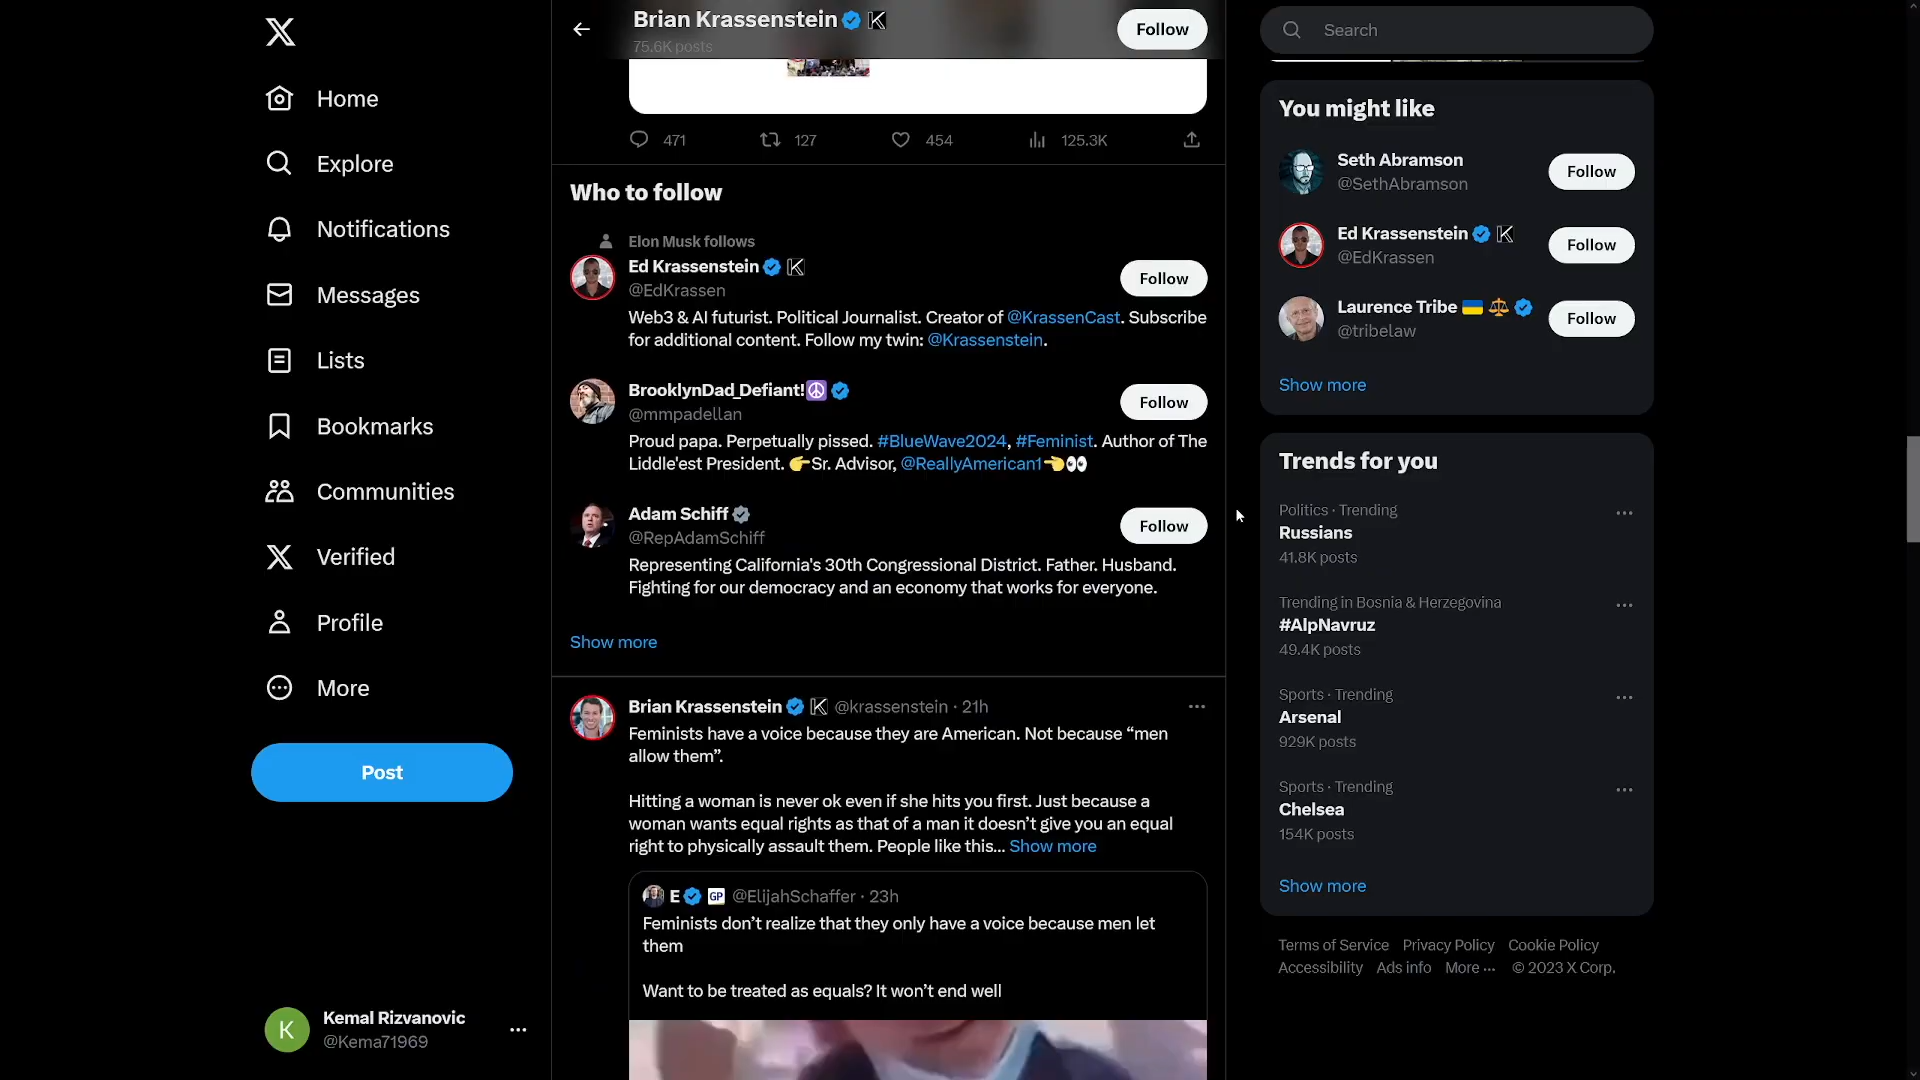 Home
Explore
Notifications
Messages
Lists
Bookmarks
Communities
Verified
Profile
More
Post
Kemal Rizvanovic
@Kema71969
Brian Krassenstein
75.6K posts
Follow
471 127 454 125.3K
Who to follow
Elon Musk follows
Ed Krassenstein
@EdKrassen
Follow
Web3 & AI futurist. Political Journalist. Creator of @KrassenCast. Subscribe
for additional content. Follow my twin: @Krassenstein.
BrooklynDad_Defiant!
@mmpadellan
Follow
Proud papa. Perpetually pissed. #BlueWave2024, #Feminist. Author of The
Liddle'est President. 👉Sr. Advisor, @ReallyAmerican1👈👀
Adam Schiff
@RepAdamSchiff
Follow
Representing California's 30th Congressional District. Father. Husband.
Fighting for our democracy and an economy that works for everyone.
Show more
Brian Krassenstein @krassenstein · 21h
Feminists have a voice because they are American. Not because “men
allow them”.
Hitting a woman is never ok even if she hits you first. Just because a
woman wants equal rights as that of a man it doesn’t give you an equal
right to physically assault them. People like this... Show more
E GP @ElijahSchaffer · 23h
Feminists don’t realize that they only have a voice because men let
them
Want to be treated as equals? It won’t end well
Search
You might like
Seth Abramson
@SethAbramson
Follow
Ed Krassenstein
@EdKrassen
Follow
Laurence Tribe 🇺🇦 ⚖️
@tribelaw
Follow
Show more
Trends for you
Politics · Trending
Russians
41.8K posts
Trending in Bosnia & Herzegovina
#AlpNavruz
49.4K posts
Sports · Trending
Arsenal
929K posts
Sports · Trending
Chelsea
154K posts
Show more
Terms of Service Privacy Policy Cookie Policy
Accessibility Ads info More ··· © 2023 X Corp.
K